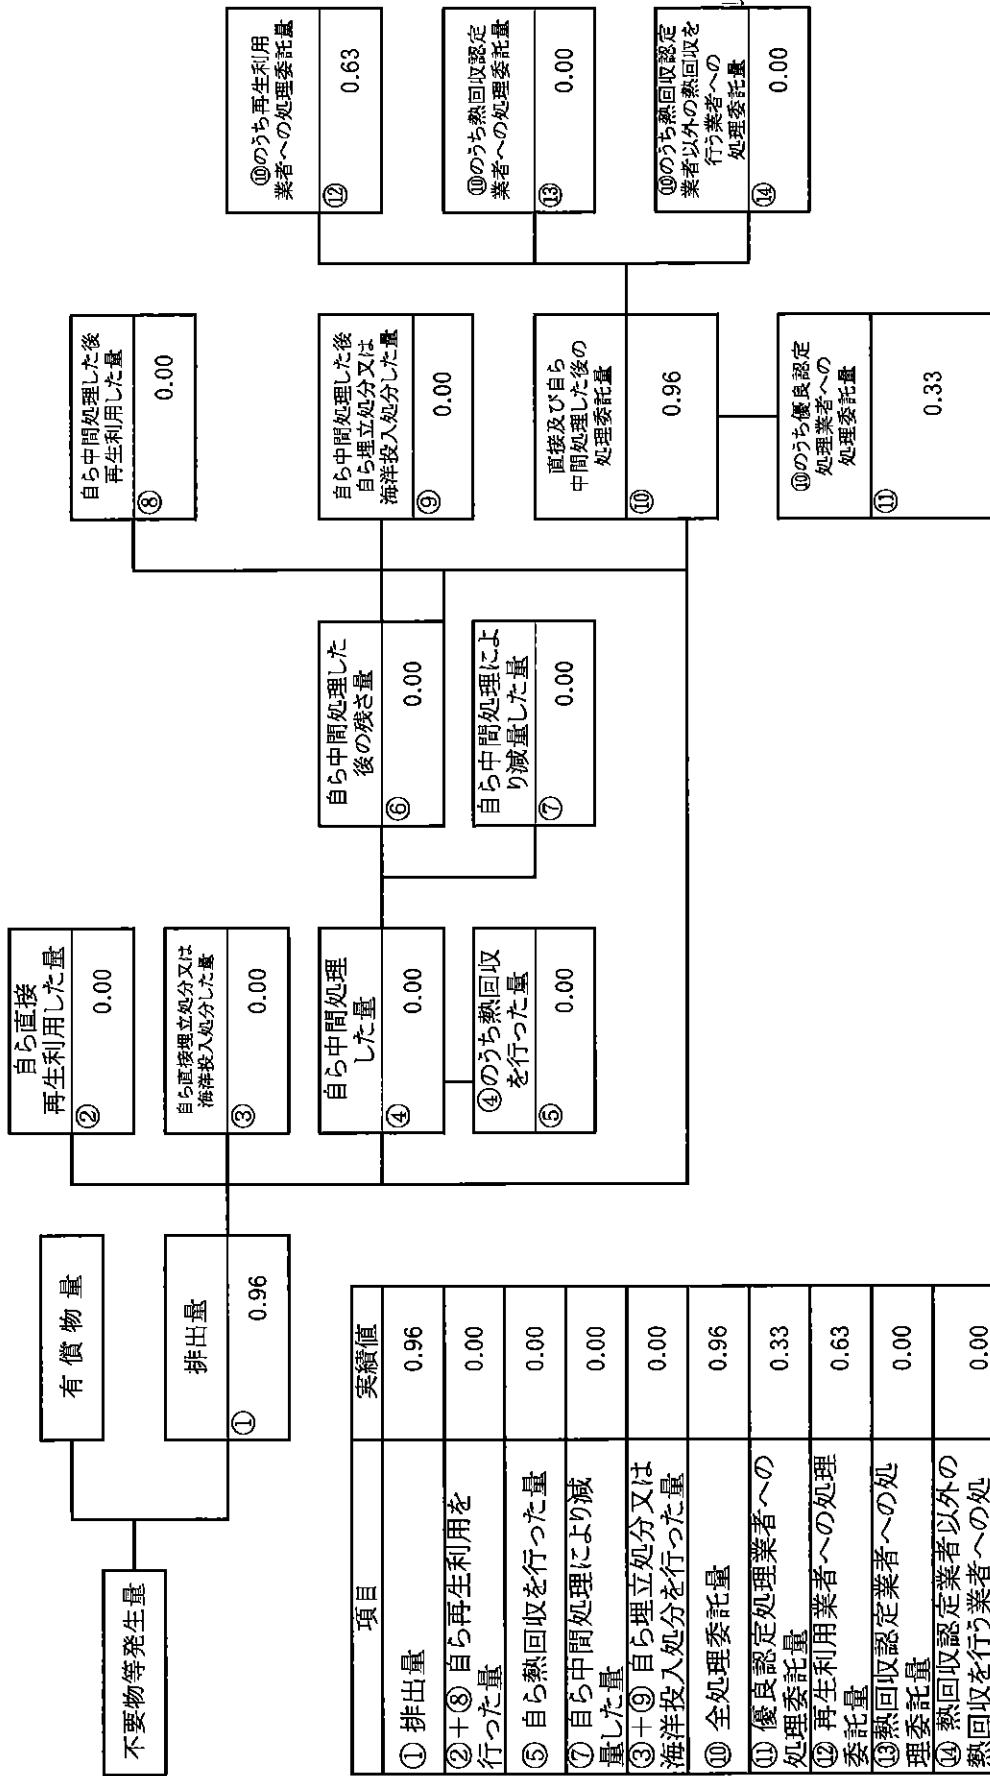 不要物等発生量
有償物量
排出量
①
0.96
自ら直接
再生利用した量
②
0.00
自ら直接埋立処分又は
海洋投入処分した量
③
0.00
自ら中間処理
した量
④
0.00
④のうち熱回収
を行った量
⑤
0.00
自ら中間処理した
後の残さ量
⑥
0.00
自ら中間処理によ
り減量した量
⑦
0.00
自ら中間処理した後
再生利用した量
⑧
0.00
自ら中間処理した後
自ら埋立処分又は
海洋投入処分した量
⑨
0.00
直接及び自ら
中間処理した後の
処理委託量
⑩
0.96
⑩のうち優良認定
処理業者への
処理委託量
⑪
0.33
⑩のうち再生利用
業者への処理委託量
⑫
0.63
⑩のうち熱回収認定
業者への処理委託量
⑬
0.00
⑩のうち熱回収認定
業者以外の熱回収を
行う業者への
処理委託量
⑭
0.00
項目 実績値
① 排出量 0.96
②+⑧ 自ら再生利用を
行った量 0.00
⑤ 自ら熱回収を行った量 0.00
⑦ 自ら中間処理により減
量した量 0.00
③+⑨ 自ら埋立処分又は
海洋投入処分を行った量 0.00
⑩ 全処理委託量 0.96
⑪ 優良認定処理業者への
処理委託量 0.33
⑫ 再生利用業者への処理
委託量 0.63
⑬熱回収認定業者への処
理委託量 0.00
⑭ 熱回収認定業者以外の
熱回収を行う業者への処 0.00